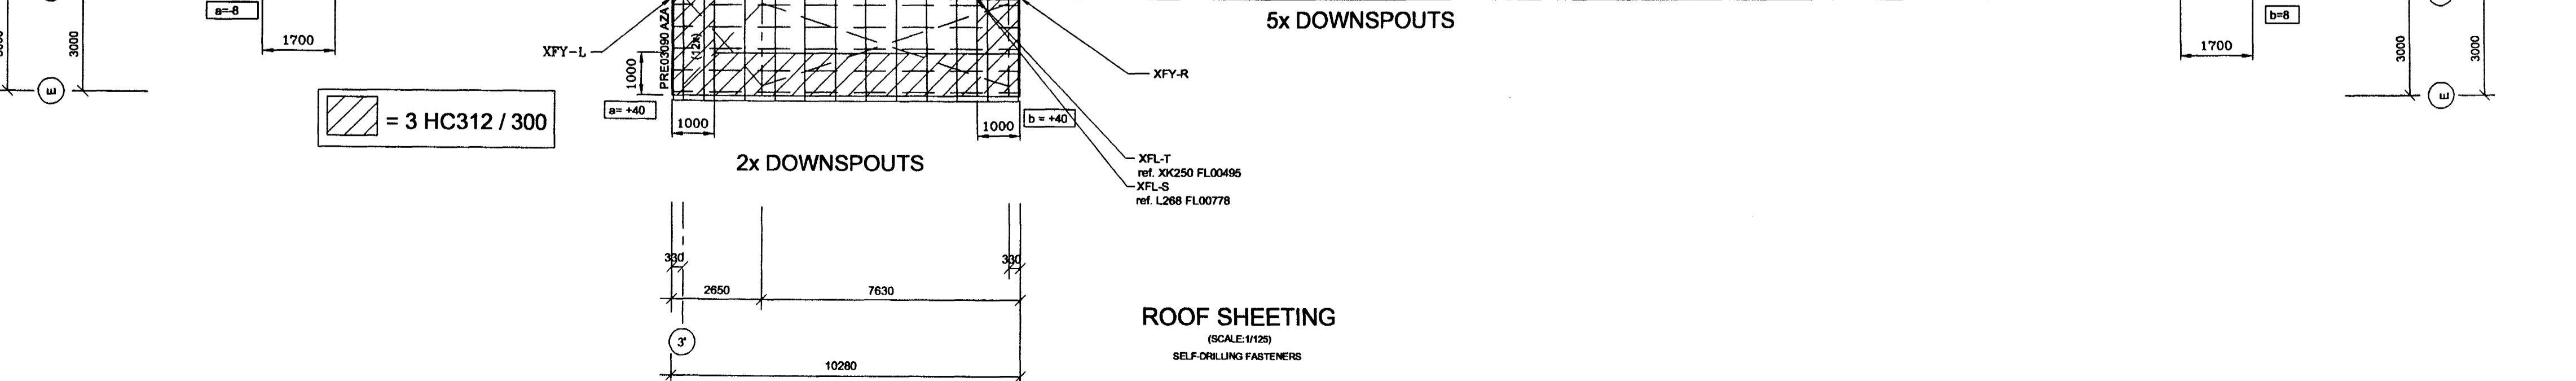 a=-8
1700
3000
E
= 3 HC312 / 300
XFY-L
1000
PRE03090 AZA
(12x)
a= +40
1000
1000
b = +40
2x DOWNSPOUTS
5x DOWNSPOUTS
XFY-R
XFL-T
ref. XK250 FL00495
XFL-S
ref. L268 FL00778
330
330
2650
7630
3'
10280
ROOF SHEETING
(SCALE:1/125)
SELF-DRILLING FASTENERS
b=8
1700
3000
3000
E